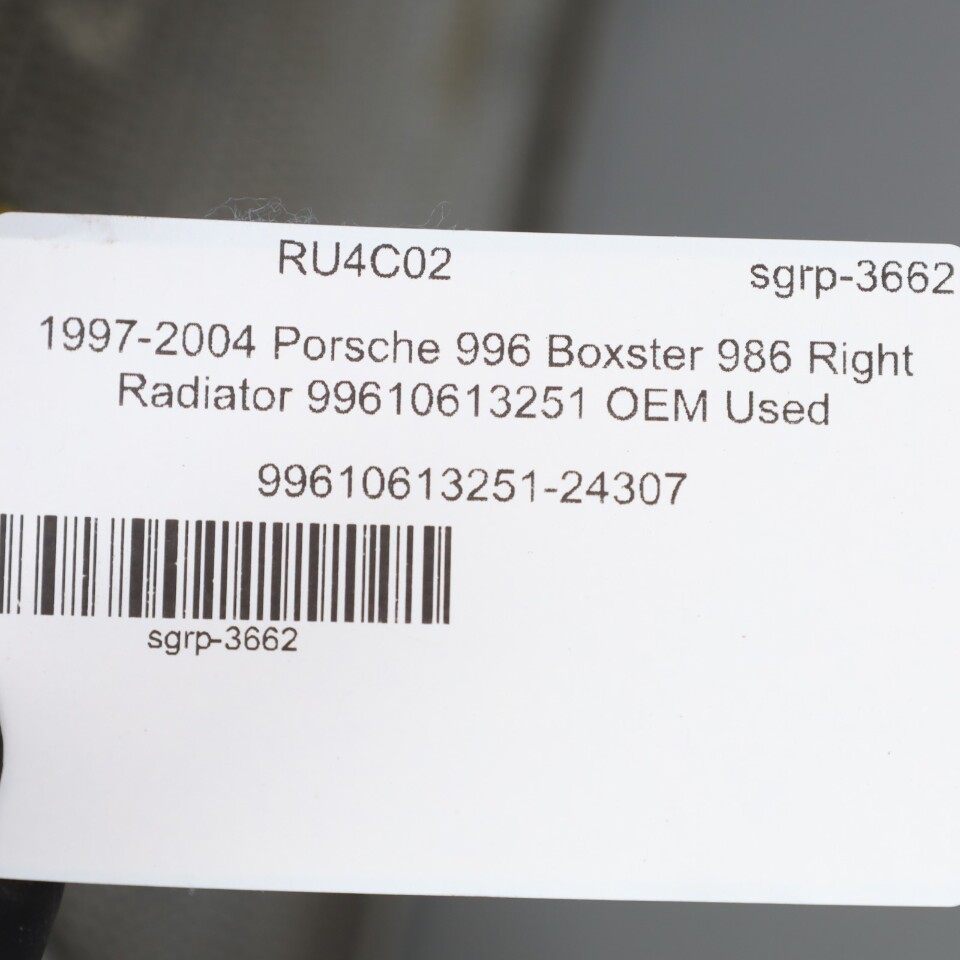 RU4C02 sgrp-3662
1997-2004 Porsche 996 Boxster 986 Right
Radiator 99610613251 OEM Used
99610613251-24307
sgrp-3662